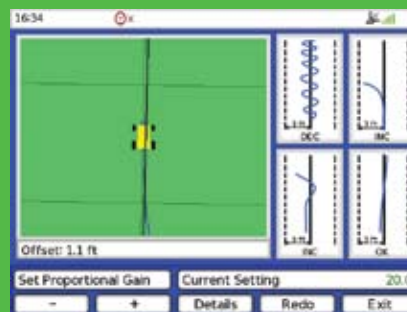 16:34
x
3 ft
DEC
3 ft
INC
3 ft
INC
3 ft
OK
Offset: 1.1 ft
Set Proportional Gain
Current Setting
20.0
-
+
Details
Redo
Exit